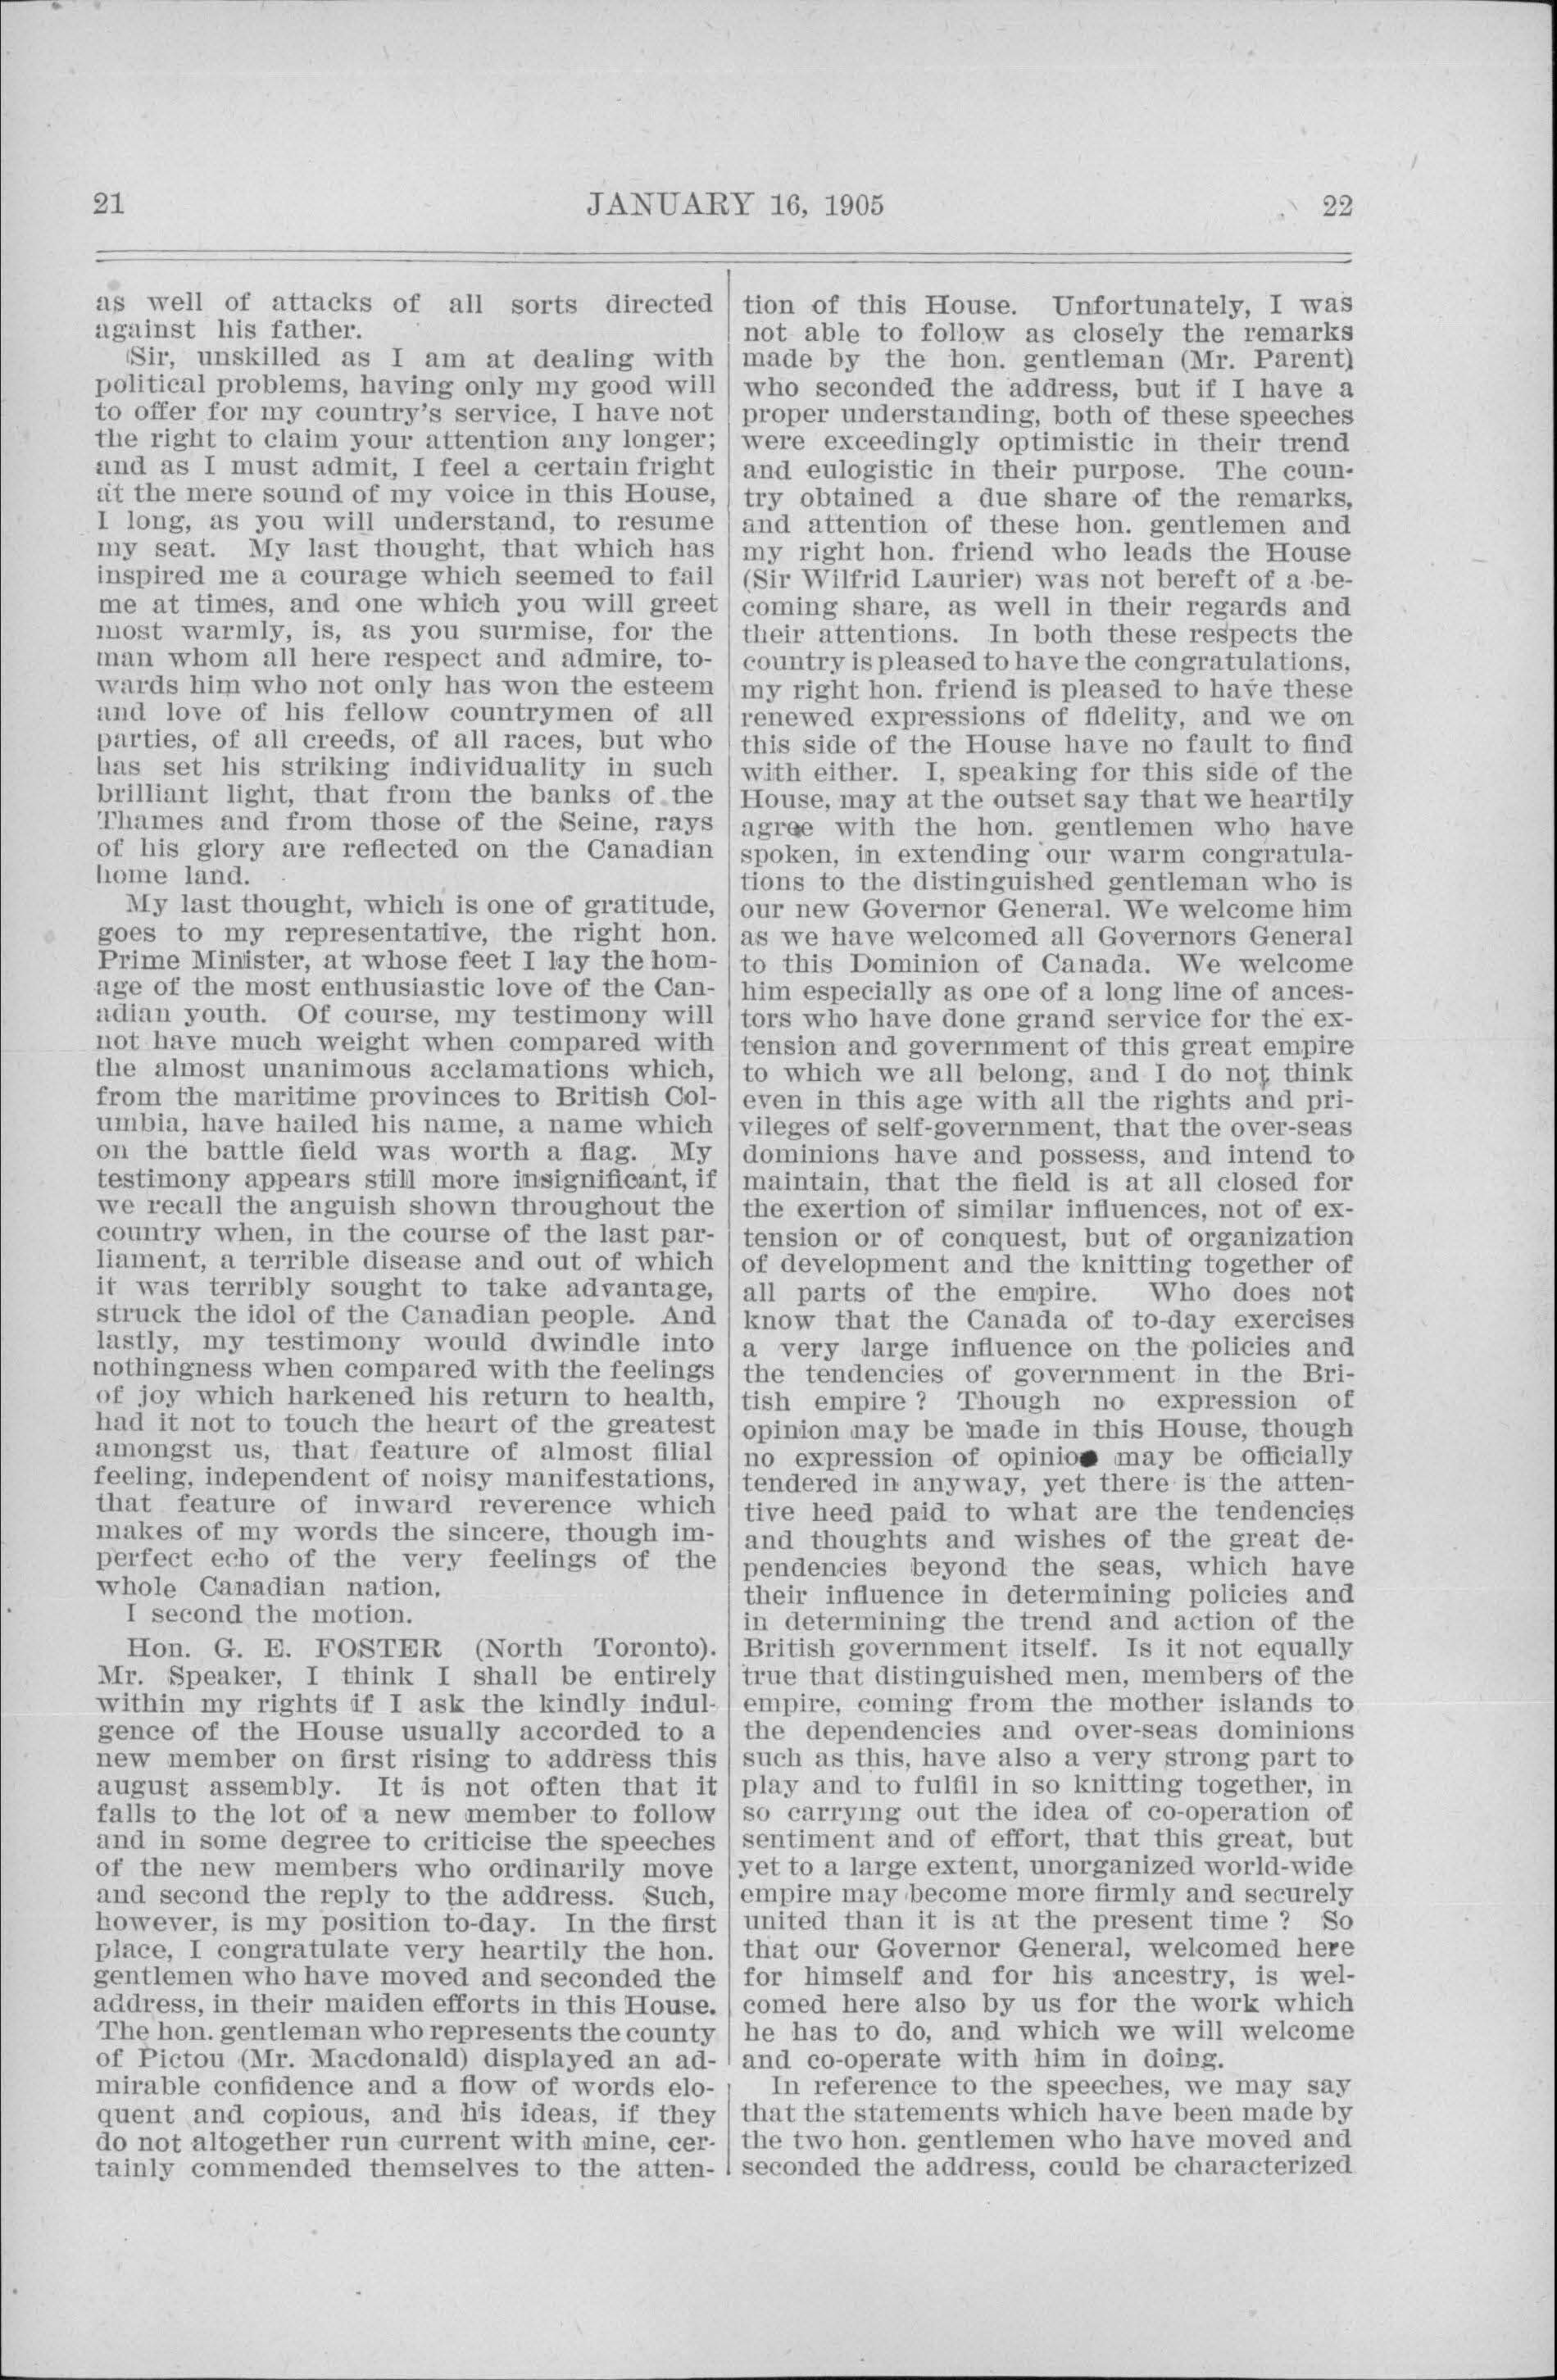 21
JANUARY 16, 1905
22
as well of attacks of all sorts directed
against his father.
Sir, unskilled as I am at dealing with
political problems, having only my good will
to offer for my country's service, I have not
the right to claim your attention any longer;
and as I must admit, I feel a certain fright
at the mere sound of my voice in this House,
I long, as you will understand, to resume
my seat. My last thought, that which has
inspired me a courage which seemed to fail
me at times, and one which you will greet
most warmly, is, as you surmise, for the
man whom all here respect and admire, to-
wards him who not only has won the esteem
and love of his fellow countrymen of all
parties, of all creeds, of all races, but who
has set his striking individuality in such
brilliant light, that from the banks of the
Thames and from those of the Seine, rays
of his glory are reflected on the Canadian
home land.
My last thought, which is one of gratitude,
goes to my representative, the right hon.
Prime Minister, at whose feet I lay the hom-
age of the most enthusiastic love of the Can-
adian youth. Of course, my testimony will
not have much weight when compared with
the almost unanimous acclamations which,
from the maritime provinces to British Col-
umbia, have hailed his name, a name which
on the battle field was worth a flag. My
testimony appears still more insignificant, if
we recall the anguish shown throughout the
country when, in the course of the last par-
liament, a terrible disease and out of which
it was terribly sought to take advantage,
struck the idol of the Canadian people. And
lastly, my testimony would dwindle into
nothingness when compared with the feelings
of joy which harkened his return to health,
had it not to touch the heart of the greatest
amongst us, that feature of almost filial
feeling, independent of noisy manifestations,
that feature of inward reverence which
makes of my words the sincere, though im-
perfect echo of the very feelings of the
whole Canadian nation.
I second the motion.
Hon. G. E. FOSTER (North Toronto).
Mr. Speaker, I think I shall be entirely
within my rights if I ask the kindly indul-
gence of the House usually accorded to a
new member on first rising to address this
august assembly. It is not often that it
falls to the lot of a new member to follow
and in some degree to criticise the speeches
of the new members who ordinarily move
and second the reply to the address. Such,
however, is my position to-day. In the first
place, I congratulate very heartily the hon.
gentlemen who have moved and seconded the
address, in their maiden efforts in this House.
The hon. gentleman who represents the county
of Pictou (Mr. Macdonald) displayed an ad-
mirable confidence and a flow of words elo-
quent and copious, and his ideas, if they
do not altogether run current with mine, cer-
tainly commended themselves to the atten-
tion of this House. Unfortunately, I was
not able to follow as closely the remarks
made by the hon. gentleman (Mr. Parent)
who seconded the address, but if I have a
proper understanding, both of these speeches
were exceedingly optimistic in their trend
and eulogistic in their purpose. The coun-
try obtained a due share of the remarks,
and attention of these hon. gentlemen and
my right hon. friend who leads the House
(Sir Wilfrid Laurier) was not bereft of a be-
coming share, as well in their regards and
their attentions. In both these respects the
country is pleased to have the congratulations,
my right hon. friend is pleased to have these
renewed expressions of fidelity, and we on
this side of the House have no fault to find
with either. I, speaking for this side of the
House, may at the outset say that we heartily
agree with the hon. gentlemen who have
spoken, in extending our warm congratula-
tions to the distinguished gentleman who is
our new Governor General. We welcome him
as we have welcomed all Governors General
to this Dominion of Canada. We welcome
him especially as one of a long line of ances-
tors who have done grand service for the ex-
tension and government of this great empire
to which we all belong, and I do not think
even in this age with all the rights and pri-
vileges of self-government, that the over-seas
dominions have and possess, and intend to
maintain, that the field is at all closed for
the exertion of similar influences, not of ex-
tension or of conquest, but of organization
of development and the knitting together of
all parts of the empire. Who does not
know that the Canada of to-day exercises
a very large influence on the policies and
the tendencies of government in the Bri-
tish empire ? Though no expression of
opinion may be made in this House, though
no expression of opinion may be officially
tendered in anyway, yet there is the atten-
tive heed paid to what are the tendencies
and thoughts and wishes of the great de-
pendencies beyond the seas, which have
their influence in determining policies and
in determining the trend and action of the
British government itself. Is it not equally
true that distinguished men, members of the
empire, coming from the mother islands to
the dependencies and over-seas dominions
such as this, have also a very strong part to
play and to fulfil in so knitting together, in
so carrying out the idea of co-operation of
sentiment and of effort, that this great, but
yet to a large extent, unorganized world-wide
empire may become more firmly and securely
united than it is at the present time ? So
that our Governor General, welcomed here
for himself and for his ancestry, is wel-
comed here also by us for the work which
he has to do, and which we will welcome
and co-operate with him in doing.
In reference to the speeches, we may say
that the statements which have been made by
the two hon. gentlemen who have moved and
seconded the address, could be characterized